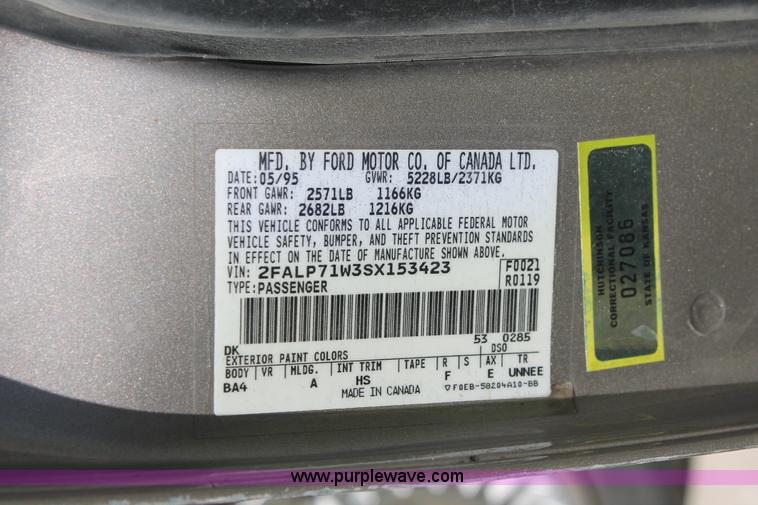 MFD. BY FORD MOTOR CO. OF CANADA LTD.
DATE: 05/95 GVWR: 5228LB/2371KG
FRONT GAWR: 2571LB 1166KG
REAR GAWR: 2682LB 1216KG
THIS VEHICLE CONFORMS TO ALL APPLICABLE FEDERAL MOTOR
VEHICLE SAFETY, BUMPER, AND THEFT PREVENTION STANDARDS
IN EFFECT ON THE DATE OF MANUFACTURE SHOWN ABOVE.
VIN: 2FALP71W3SX153423 F0021
TYPE: PASSENGER R0119
53 0285
DK DSO
EXTERIOR PAINT COLORS
BODY VR MLDG. INT TRIM TAPE R S AX TR
BA4 A HS F E UNNEE
MADE IN CANADA ▽F0EB-58204A10-BB
HUTCHINSON
CORRECTIONAL FACILITY
027086
STATE OF KANSAS
www.purplewave.com